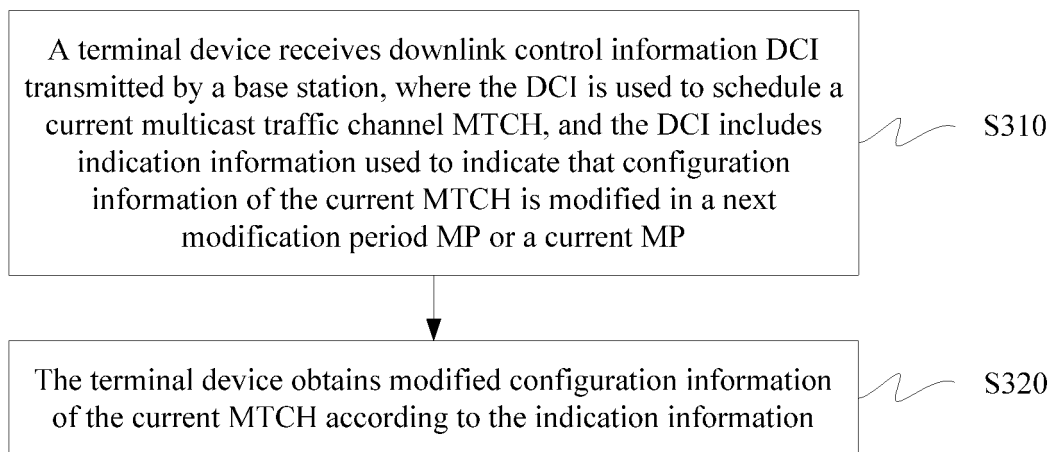 A terminal device receives downlink control information DCI
transmitted by a base station, where the DCI is used to schedule a
current multicast traffic channel MTCH, and the DCI includes
indication information used to indicate that configuration
information of the current MTCH is modified in a next
modification period MP or a current MP
S310
The terminal device obtains modified configuration information
of the current MTCH according to the indication information
S320